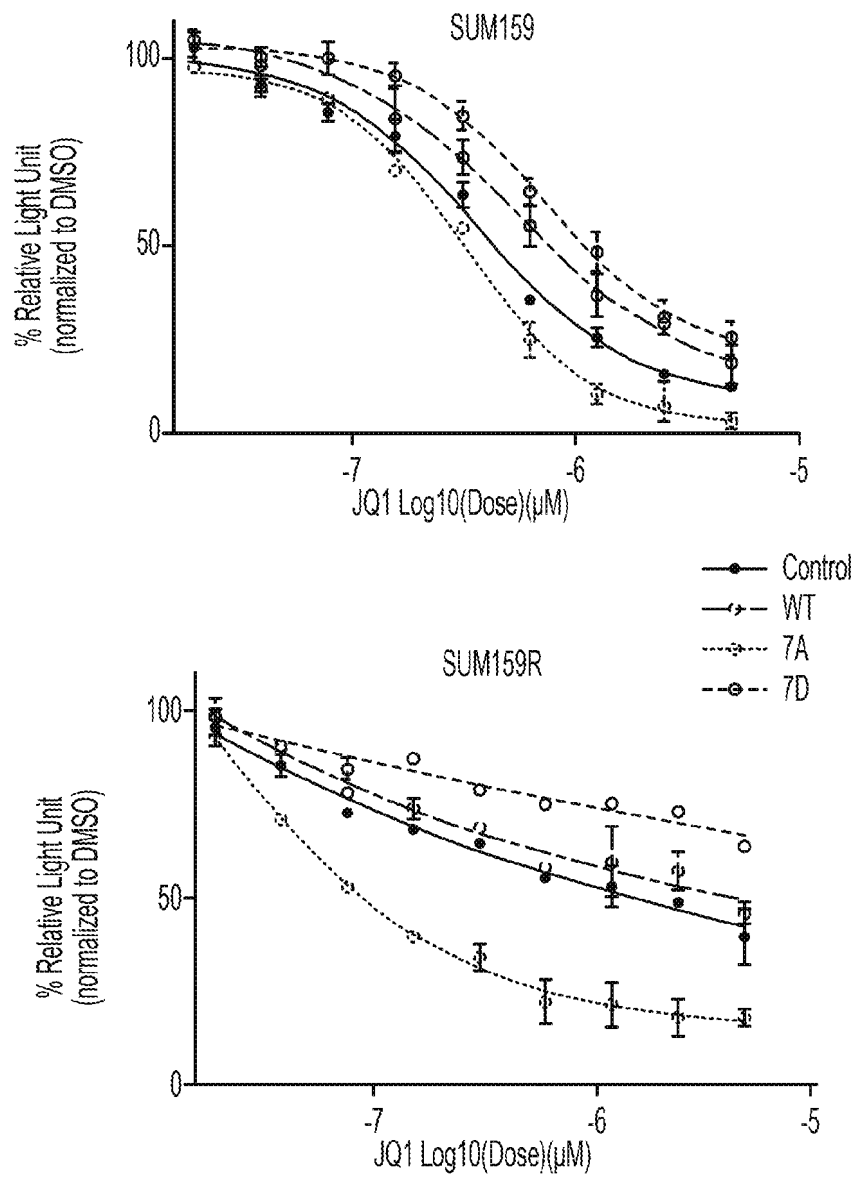 SUM159
100
50
0
% Relative Light Unit
(normalized to DMSO)
-7
-6
-5
JQ1 Log10(Dose)(µM)
Control
WT
7A
7D
SUM159R
100
50
0
% Relative Light Unit
(normalized to DMSO)
-7
-6
-5
JQ1 Log10(Dose)(µM)